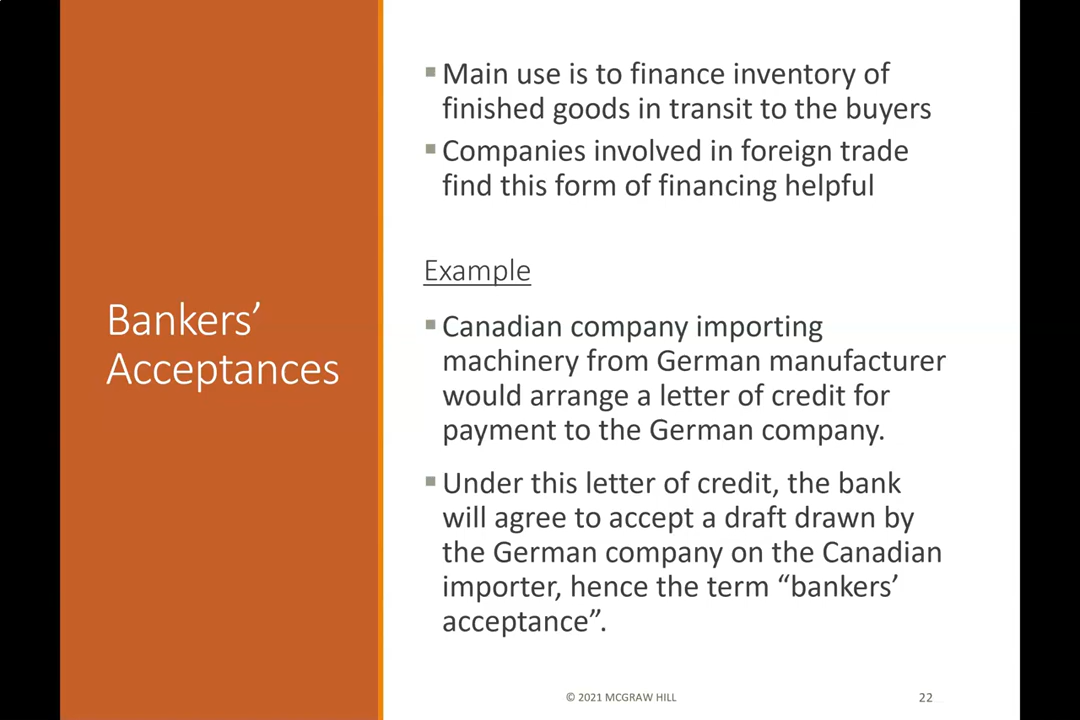 Bankers’
Acceptances
▪Main use is to finance inventory of
finished goods in transit to the buyers
▪Companies involved in foreign trade
find this form of financing helpful
Example
▪Canadian company importing
machinery from German manufacturer
would arrange a letter of credit for
payment to the German company.
▪Under this letter of credit, the bank
will agree to accept a draft drawn by
the German company on the Canadian
importer, hence the term “bankers’
acceptance”.
© 2021 MCGRAW HILL
22